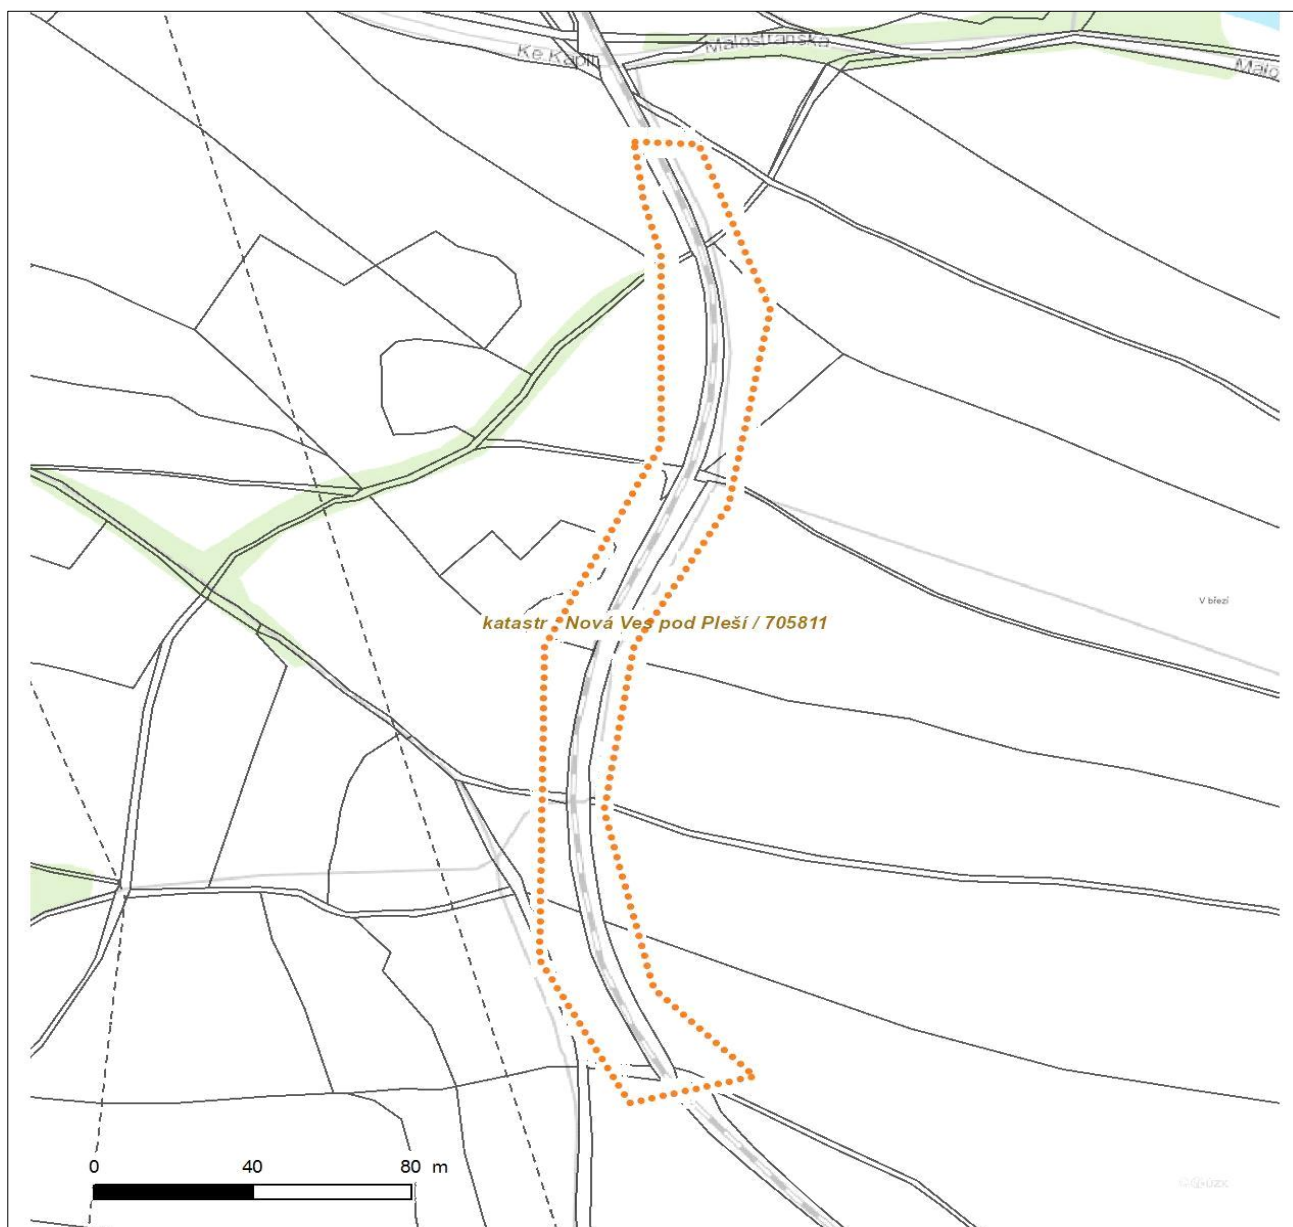 Malostranská
Ke Kapli
Malo
V březí
katastr Nová Ves pod Pleší / 705811
0 40 80 m